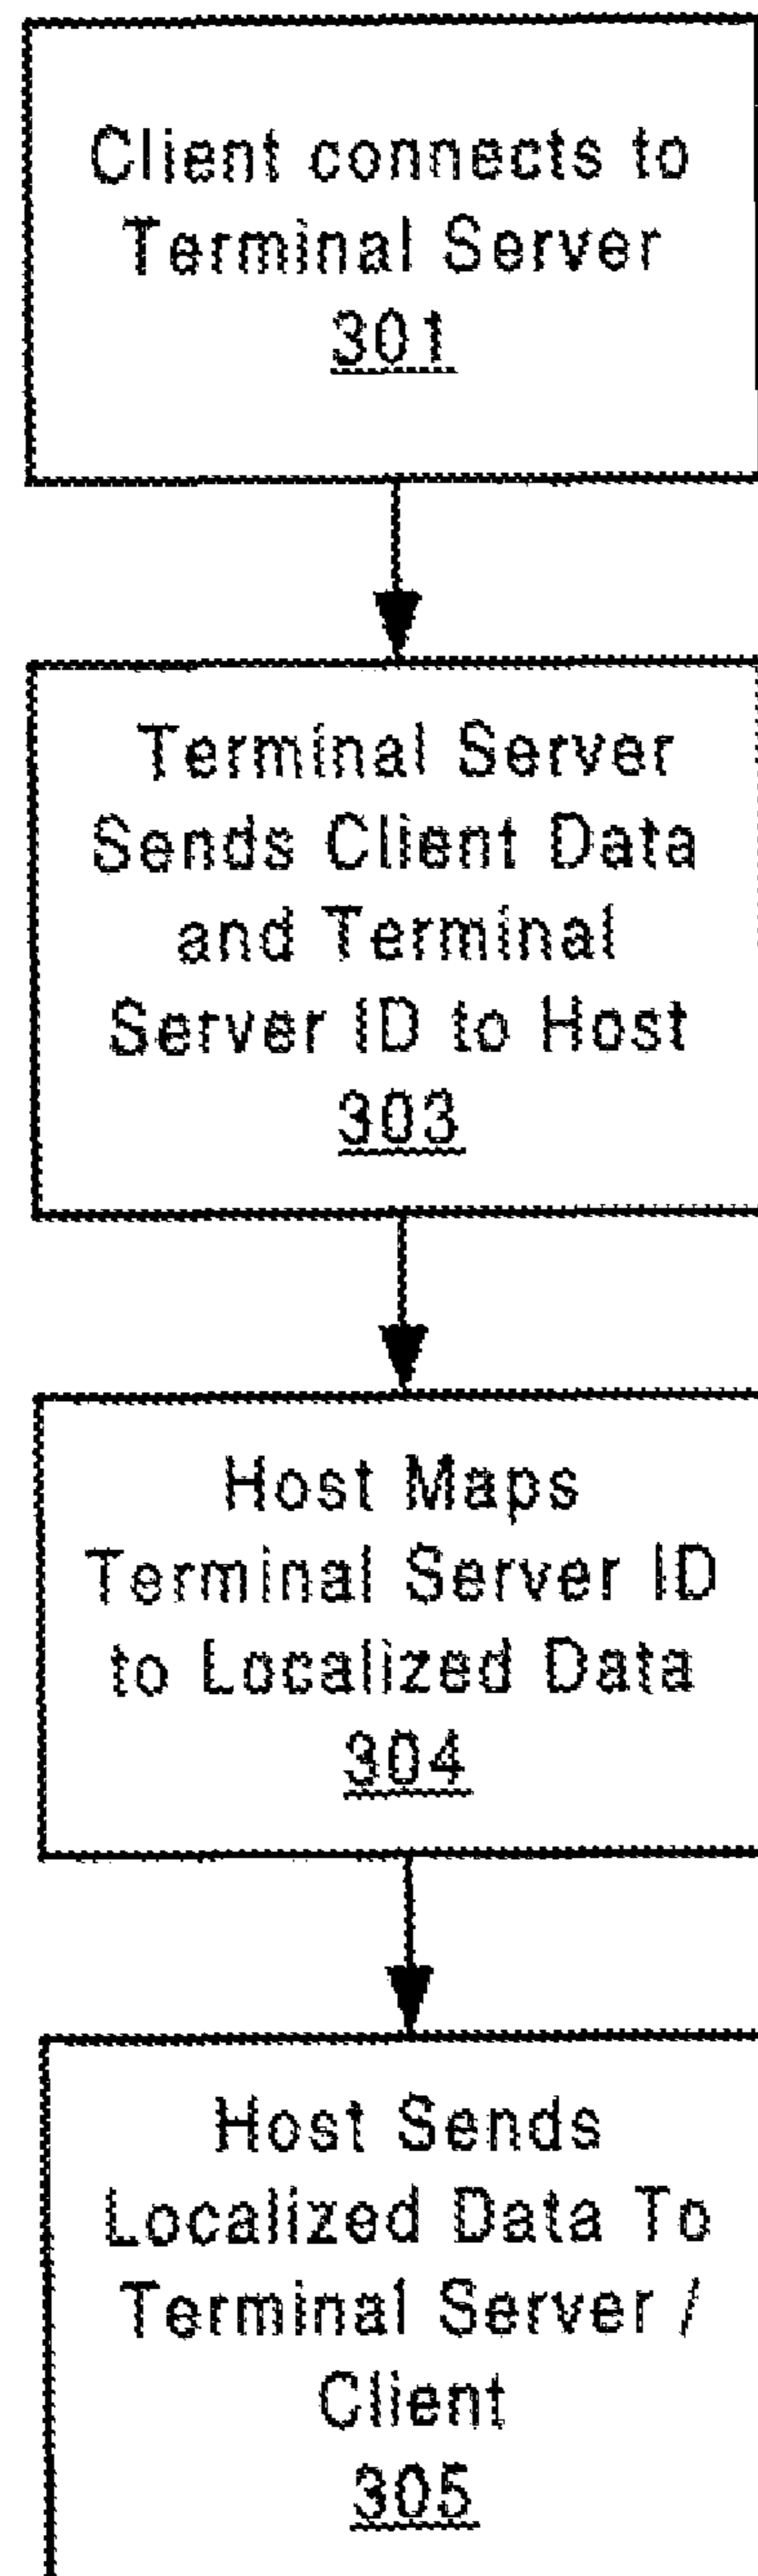 Client connects to
Terminal Server
301
Terminal Server
Sends Client Data
and Terminal
Server ID to Host
303
Host Maps
Terminal Server ID
to Localized Data
304
Host Sends
Localized Data To
Terminal Server /
Client
305